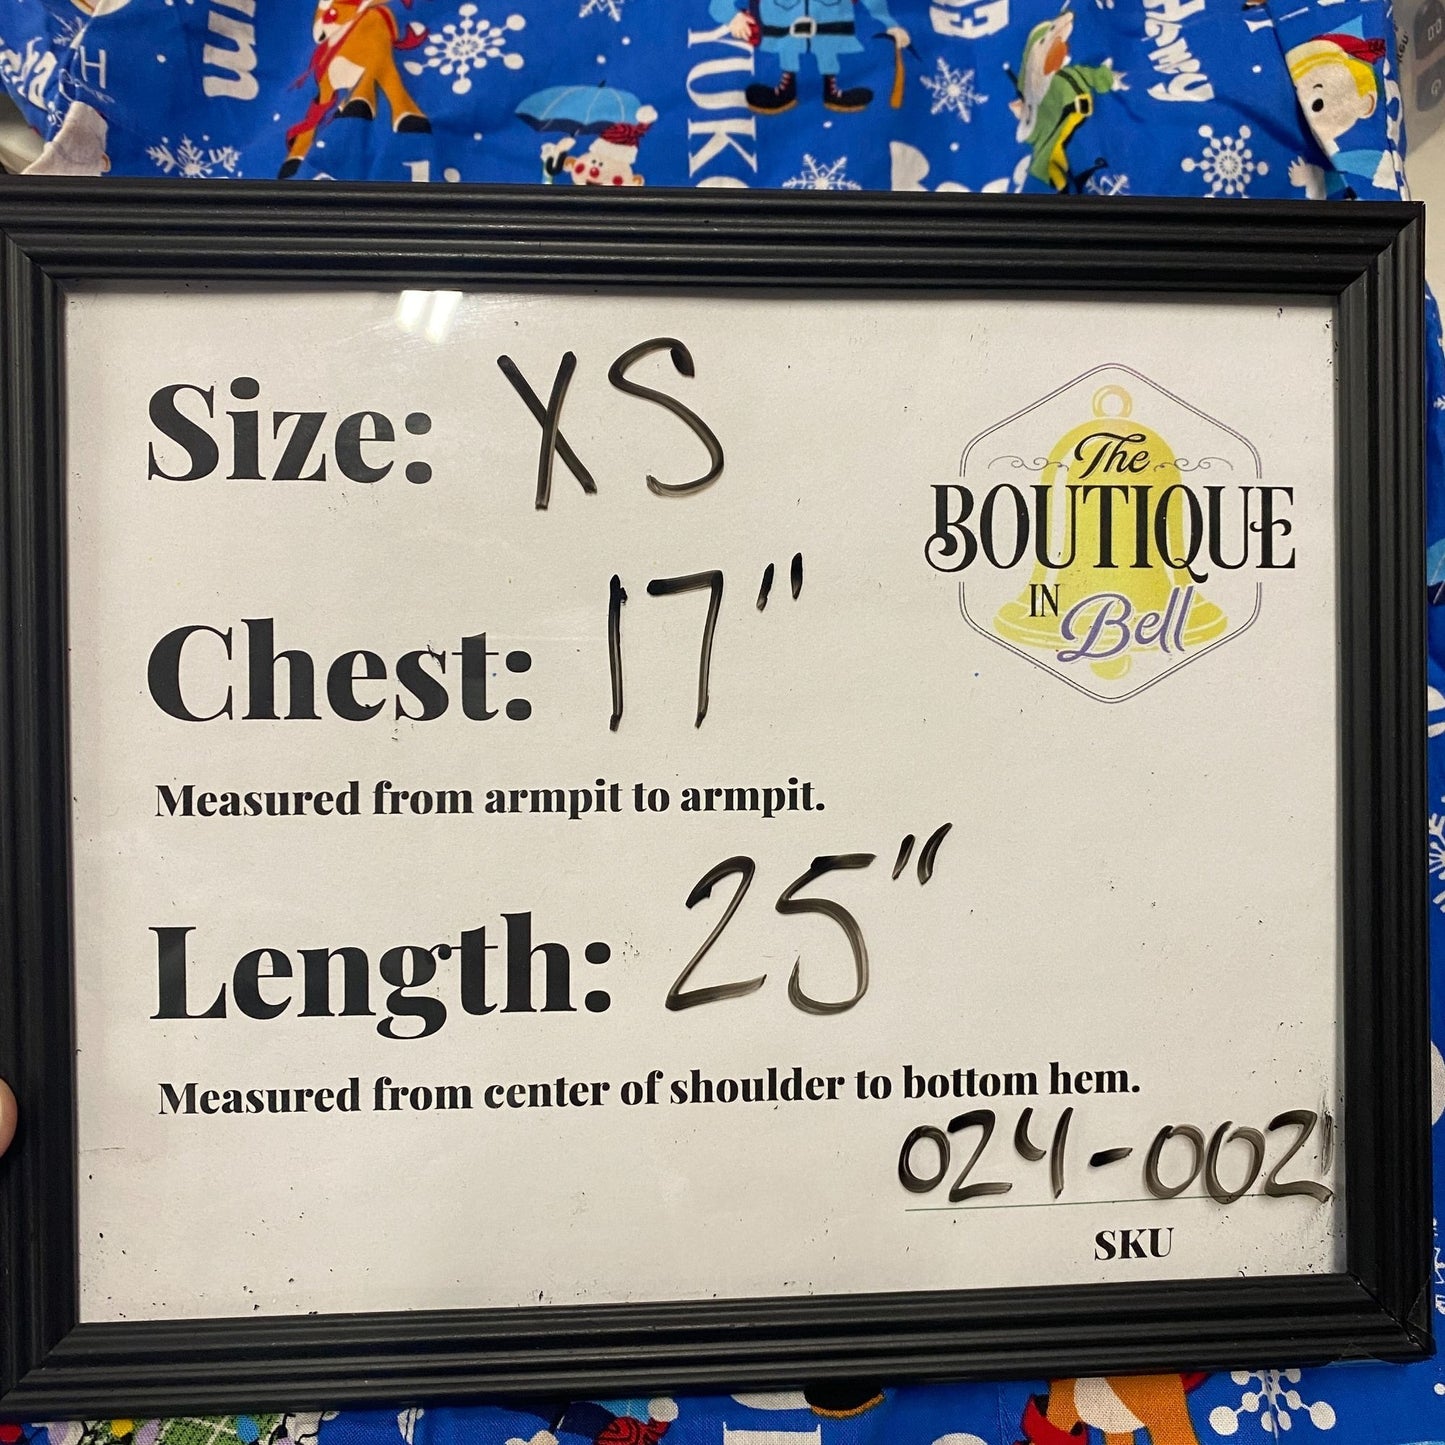 YUK
Size: XS
The
BOUTIQUE
IN Bell
Chest: 17"
Measured from armpit to armpit.
Length: 25"
Measured from center of shoulder to bottom hem.
024-0021
SKU